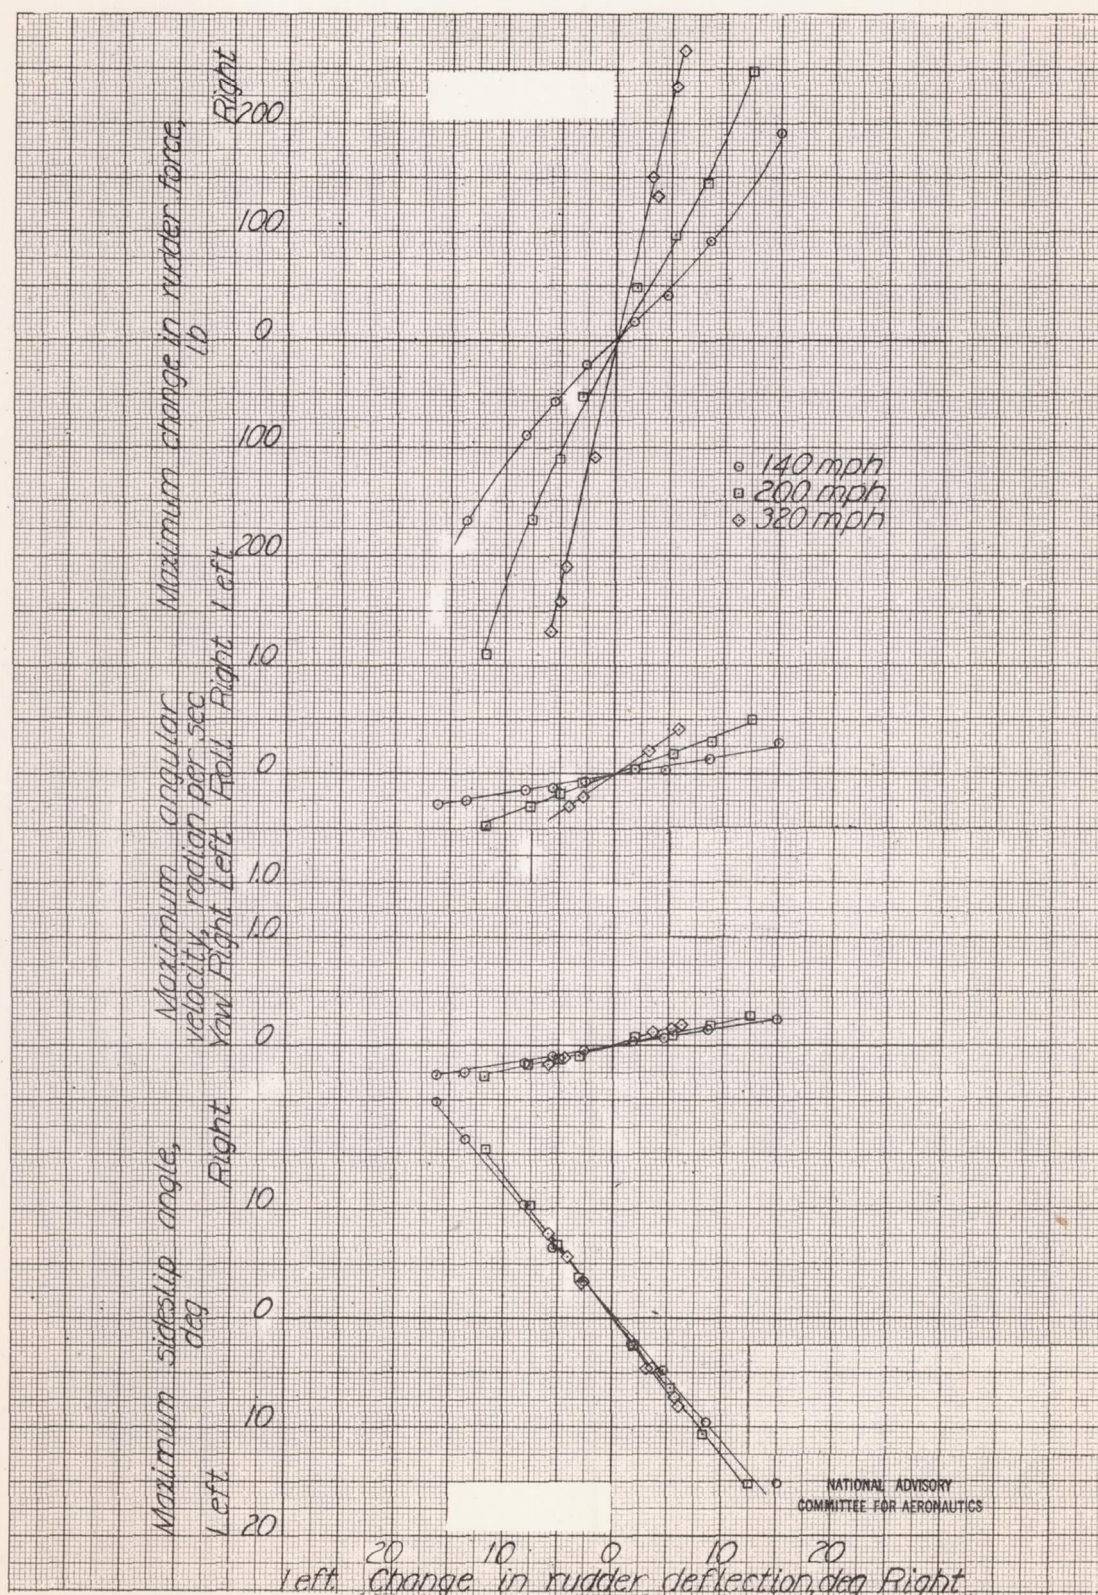 Maximum change in rudder force,
lb
Right
200
100
0
100
200
Left
○ 140 mph
□ 200 mph
◇ 320 mph
Maximum angular
velocity, radian per sec
Roll Right
Left
1.0
0
1.0
Yaw Right
1.0
0
Maximum sideslip angle,
deg
Right
10
0
10
Left
20
NATIONAL ADVISORY
COMMITTEE FOR AERONAUTICS
20 10 0 10 20
Left Change in rudder deflection, deg Right